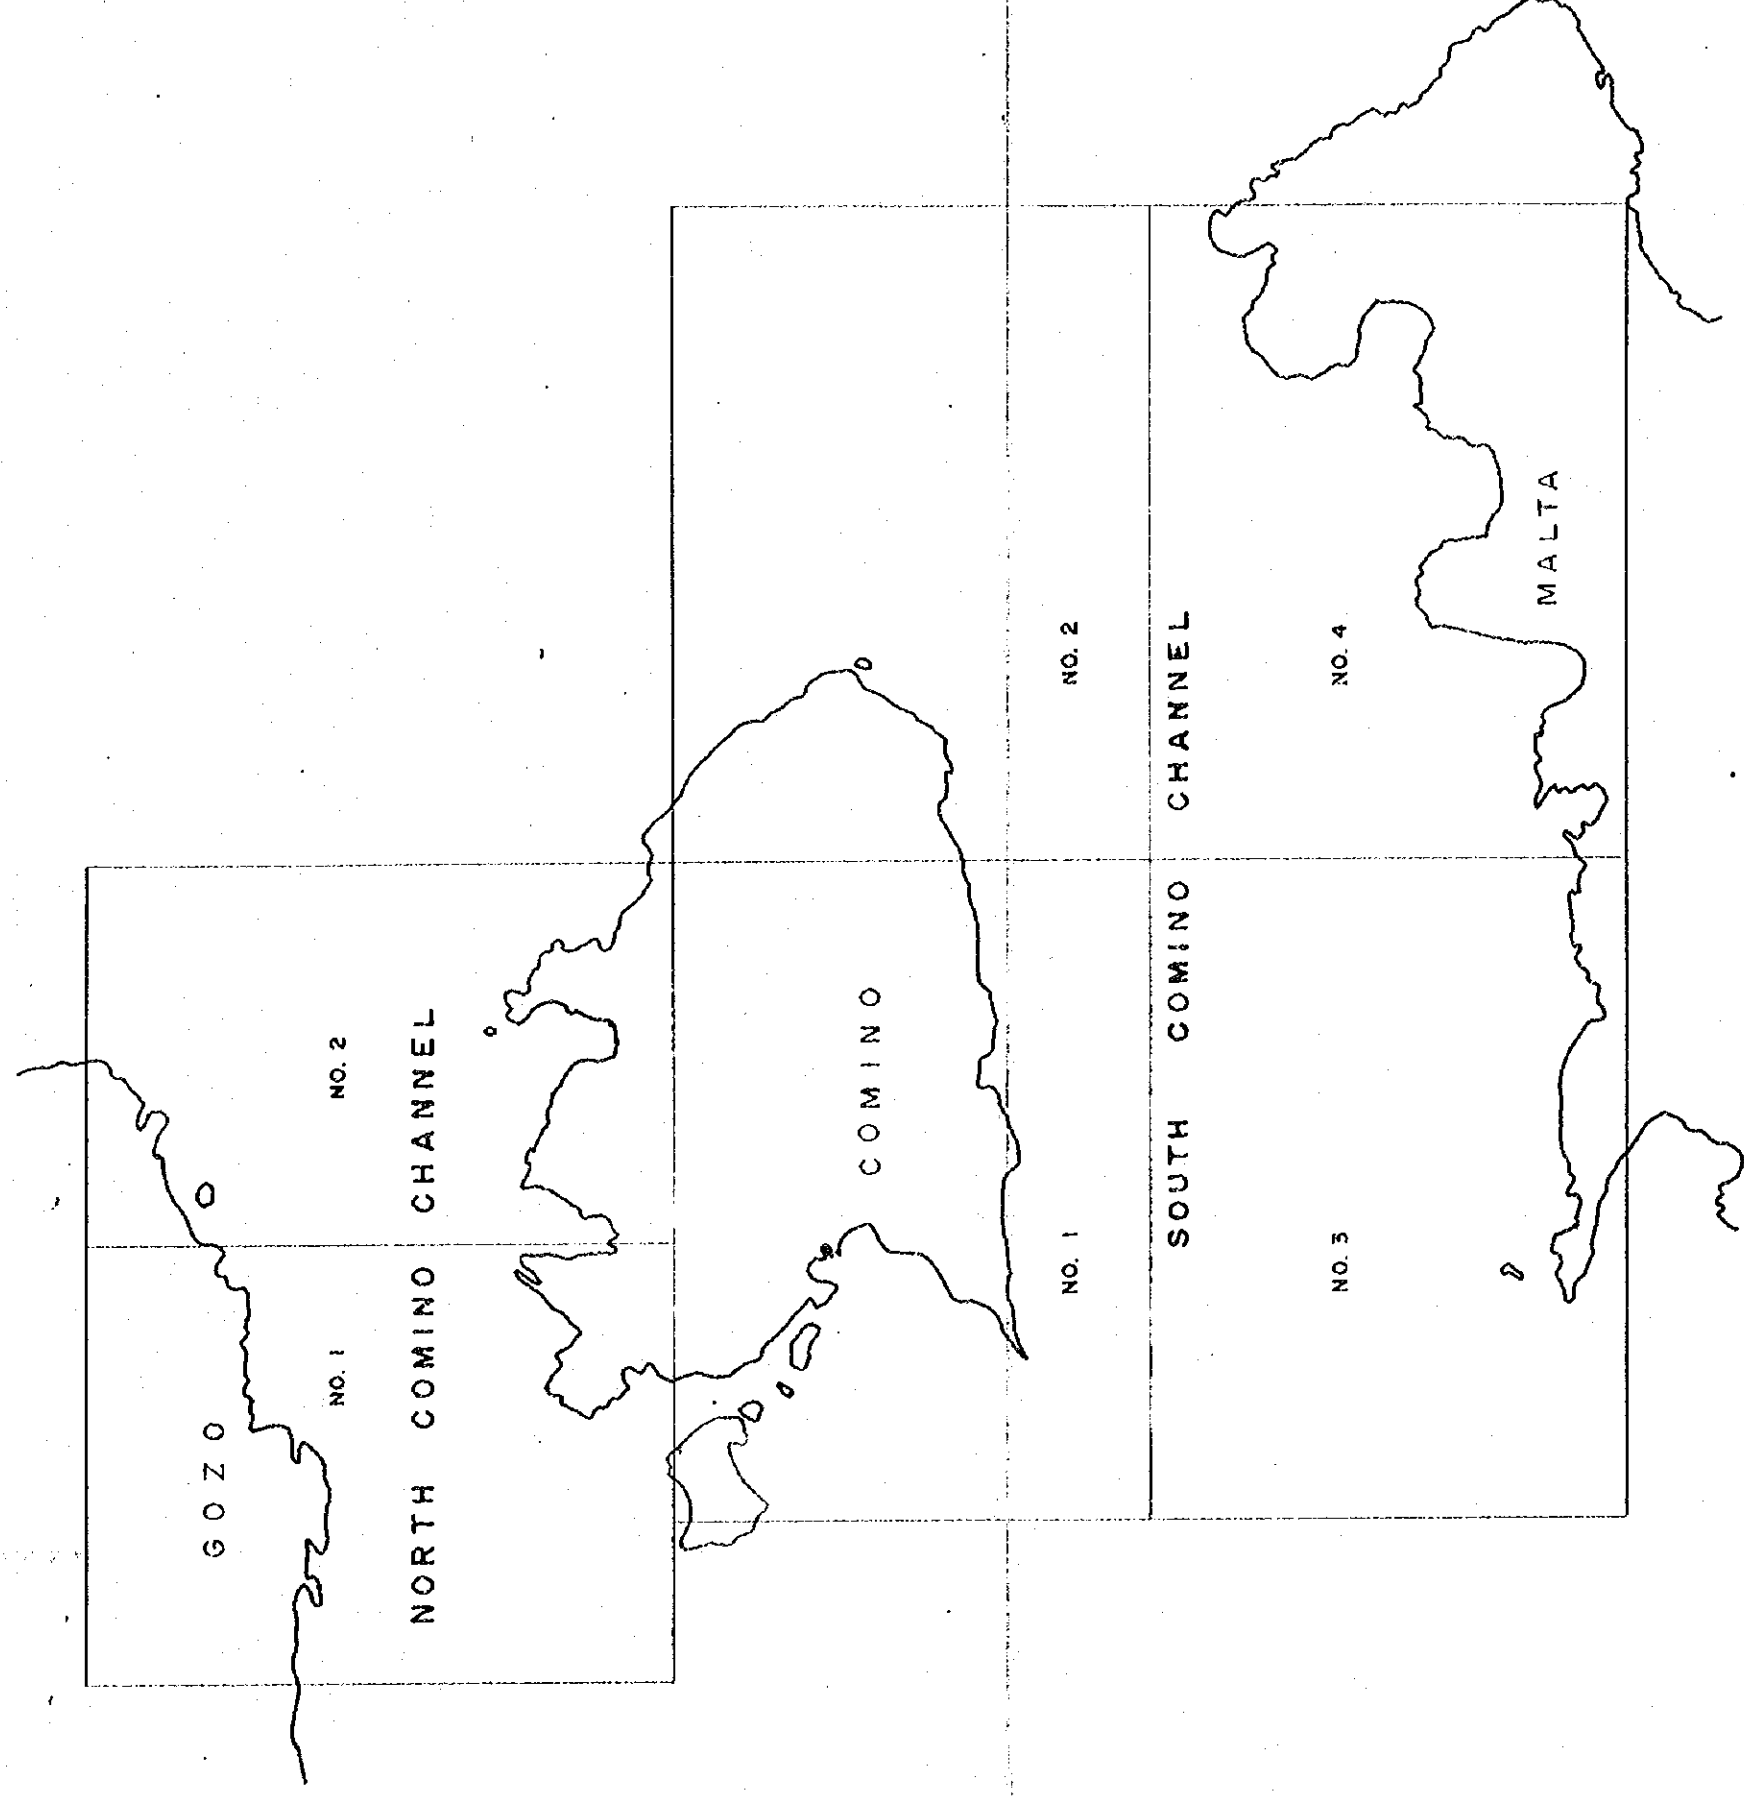 GOZO
NO. 1
NO. 2
NORTH COMINO CHANNEL
COMINO
NO. 1
NO. 2
SOUTH COMINO CHANNEL
NO. 3
NO. 4
MALTA